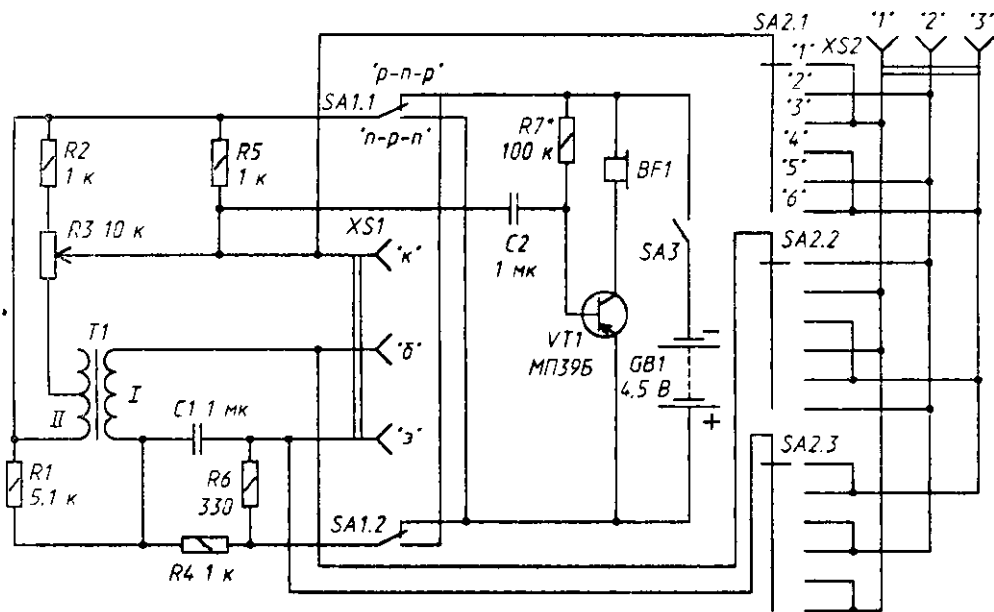 SA2.1
"1"
"2"
"3"
XS2
"1"
"2"
"3"
"4"
"5"
"6"
"p-n-p"
SA1.1
"n-p-n"
R2
1 к
R5
1 к
R7*
100 к
BF1
R3 10 к
XS1
"к"
C2
1 мк
SA3
SA2.2
T1
II
I
"б"
VT1
МП39Б
GB1
4,5 В
−
+
C1 1 мк
"э"
SA2.3
R1
5,1 к
R6
330
SA1.2
R4 1 к